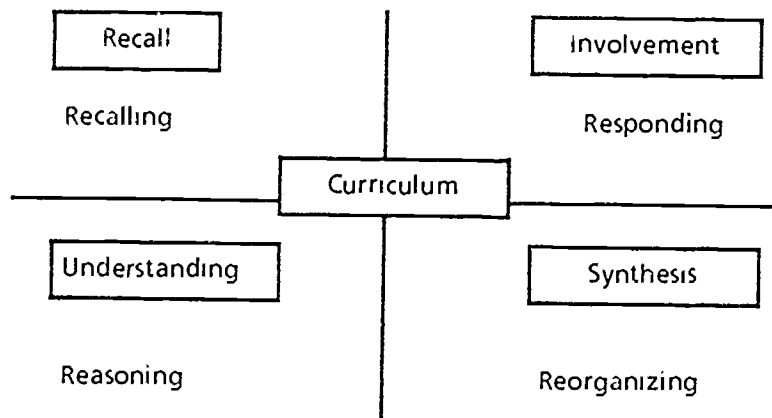 Recall
Involvement
Recalling
Responding
Curriculum
Understanding
Synthesis
Reasoning
Reorganizing